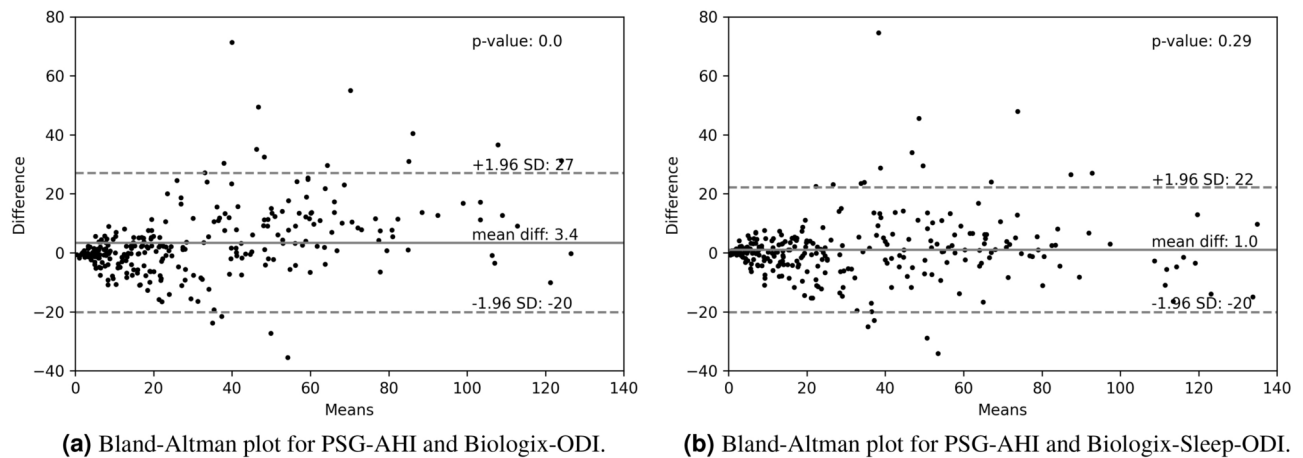 80
60
40
20
0
−20
−40
Difference
p-value: 0.0
+1.96 SD: 27
mean diff: 3.4
-1.96 SD: -20
0 20 40 60 80 100 120 140
Means
(a) Bland-Altman plot for PSG-AHI and Biologix-ODI.
80
60
40
20
0
−20
−40
Difference
p-value: 0.29
+1.96 SD: 22
mean diff: 1.0
-1.96 SD: -20
0 20 40 60 80 100 120 140
Means
(b) Bland-Altman plot for PSG-AHI and Biologix-Sleep-ODI.